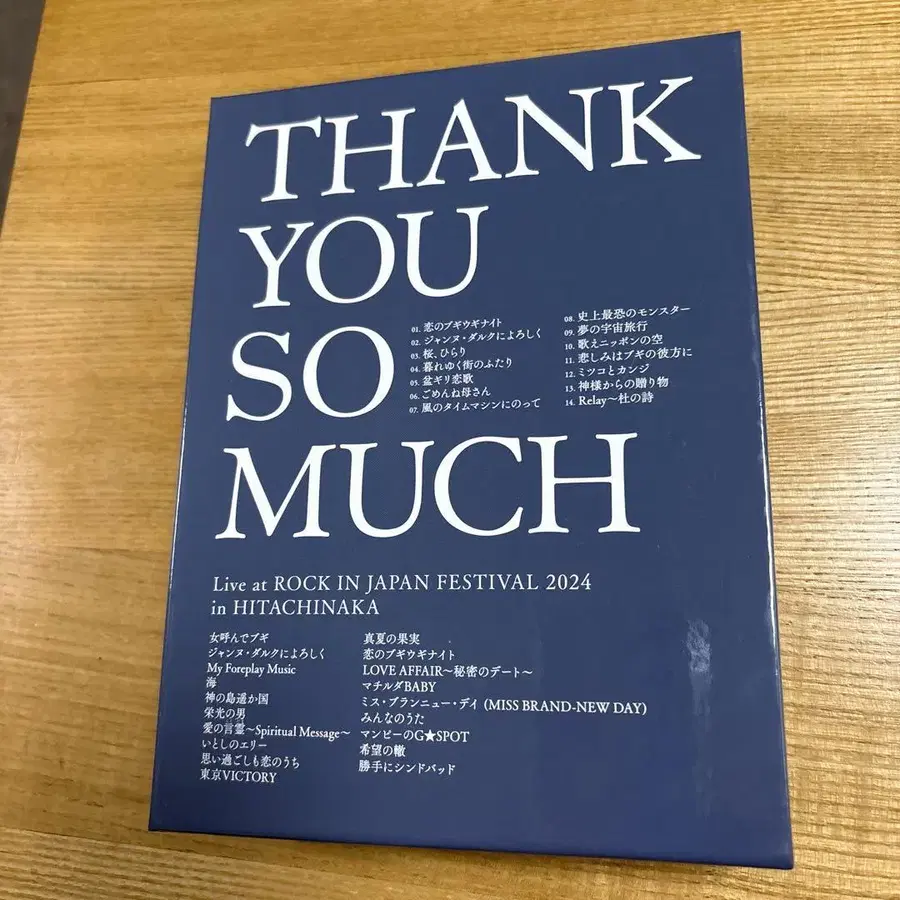 THANK
YOU
SO
MUCH
01. 恋のブギウギナイト
02. ジャンヌ・ダルクによろしく
03. 桜、ひらり
04. 暮れゆく街のふたり
05. 盆ギリ恋歌
06. ごめんね母さん
07. 風のタイムマシンにのって
08. 史上最恐のモンスター
09. 夢の宇宙旅行
10. 歌えニッポンの空
11. 悲しみはブギの彼方に
12. ミツコとカンジ
13. 神様からの贈り物
14. Relay〜杜の詩
Live at ROCK IN JAPAN FESTIVAL 2024
in HITACHINAKA
女呼んでブギ
ジャンヌ・ダルクによろしく
My Foreplay Music
海
神の島遥か国
栄光の男
愛の言霊〜Spiritual Message〜
いとしのエリー
思い過ごしも恋のうち
東京VICTORY
真夏の果実
恋のブギウギナイト
LOVE AFFAIR〜秘密のデート〜
マチルダBABY
ミス・ブランニュー・デイ (MISS BRAND-NEW DAY)
みんなのうた
マンピーのG★SPOT
希望の轍
勝手にシンドバッド